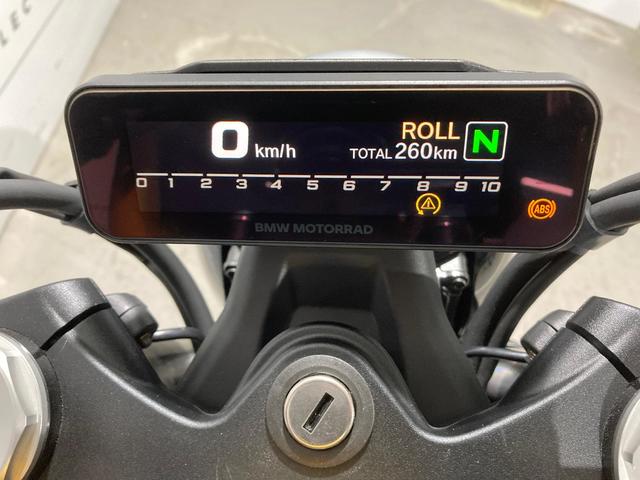 LEC
0 km/h
ROLL
TOTAL 260km
N
0 1 2 3 4 5 6 7 8 9 10
ABS
BMW MOTORRAD